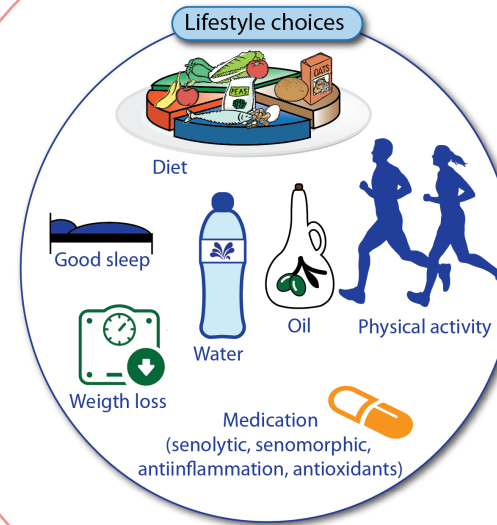 Lifestyle choices
OATS
PEAS
Diet
Good sleep
Water
Oil
Physical activity
Weigth loss
Medication
(senolytic, senomorphic,
antiinflammation, antioxidants)